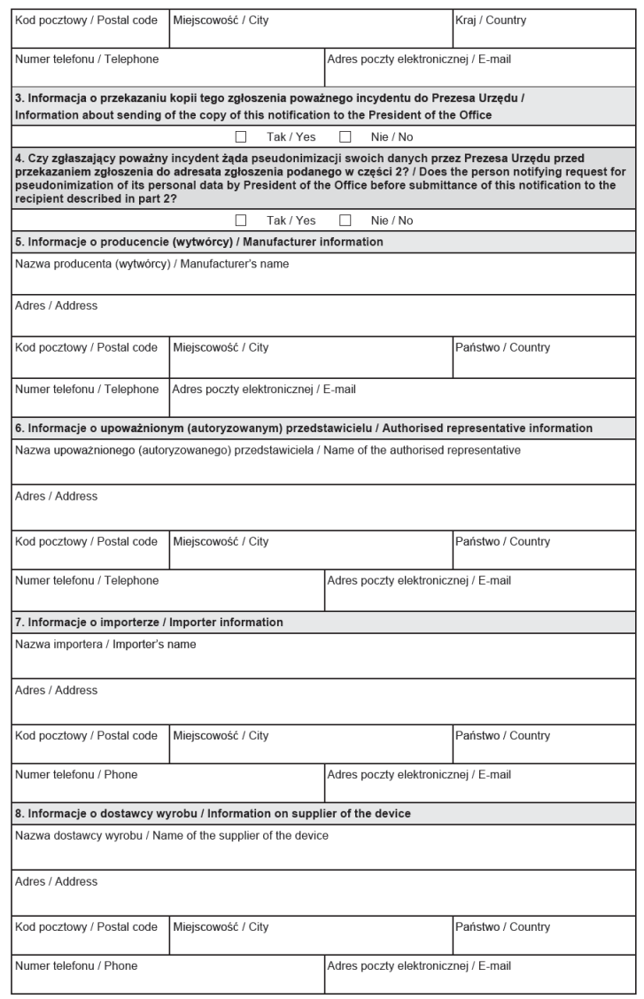 Kod pocztowy / Postal code
Miejscowość / City
Kraj / Country
Numer telefonu / Telephone
Adres poczty elektronicznej / E-mail
3. Informacja o przekazaniu kopii tego zgłoszenia poważnego incydentu do Prezesa Urzędu /
Information about sending of the copy of this notification to the President of the Office
Tak / Yes
Nie / No
4. Czy zgłaszający poważny incydent żąda pseudonimizacji swoich danych przez Prezesa Urzędu przed
przekazaniem zgłoszenia do adresata zgłoszenia podanego w części 2? / Does the person notifying request for
pseudonimization of its personal data by President of the Office before submittance of this notification to the
recipient described in part 2?
Tak / Yes
Nie / No
5. Informacje o producencie (wytwórcy) / Manufacturer information
Nazwa producenta (wytwórcy) / Manufacturer's name
Adres / Address
Kod pocztowy / Postal code
Miejscowość / City
Państwo / Country
Numer telefonu / Telephone
Adres poczty elektronicznej / E-mail
6. Informacje o upoważnionym (autoryzowanym) przedstawicielu / Authorised representative information
Nazwa upoważnionego (autoryzowanego) przedstawiciela / Name of the authorised representative
Adres / Address
Kod pocztowy / Postal code
Miejscowość / City
Państwo / Country
Numer telefonu / Telephone
Adres poczty elektronicznej / E-mail
7. Informacje o importerze / Importer information
Nazwa importera / Importer's name
Adres / Address
Kod pocztowy / Postal code
Miejscowość / City
Państwo / Country
Numer telefonu / Phone
Adres poczty elektronicznej / E-mail
8. Informacje o dostawcy wyrobu / Information on supplier of the device
Nazwa dostawcy wyrobu / Name of the supplier of the device
Adres / Address
Kod pocztowy / Postal code
Miejscowość / City
Państwo / Country
Numer telefonu / Phone
Adres poczty elektronicznej / E-mail